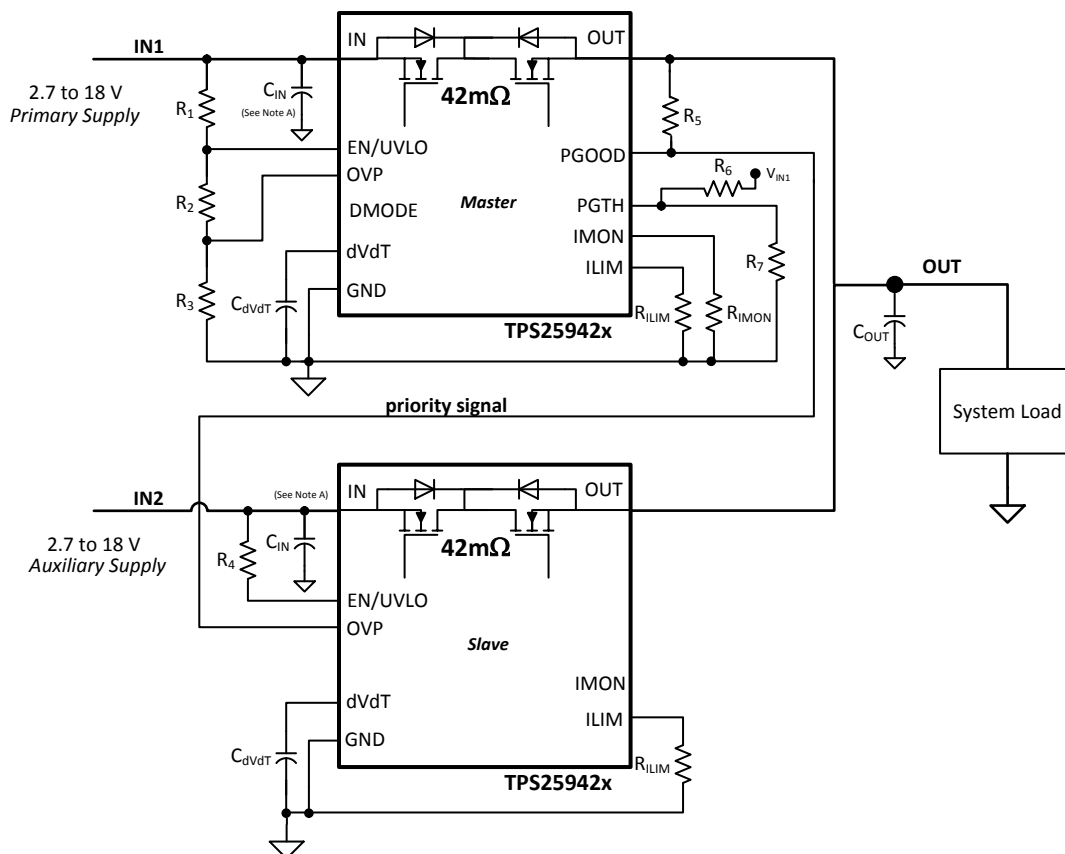 IN1
2.7 to 18 V
Primary Supply
R1
CIN
(See Note A)
R2
R3
CdVdT
IN
OUT
42mΩ
EN/UVLO
OVP
DMODE
dVdT
GND
Master
PGOOD
PGTH
IMON
ILIM
TPS25942x
R5
R6
VIN1
R7
RILIM
RIMON
OUT
COUT
System Load
priority signal
IN2
2.7 to 18 V
Auxiliary Supply
(See Note A)
CIN
R4
IN
OUT
42mΩ
EN/UVLO
OVP
Slave
dVdT
GND
IMON
ILIM
CdVdT
RILIM
TPS25942x